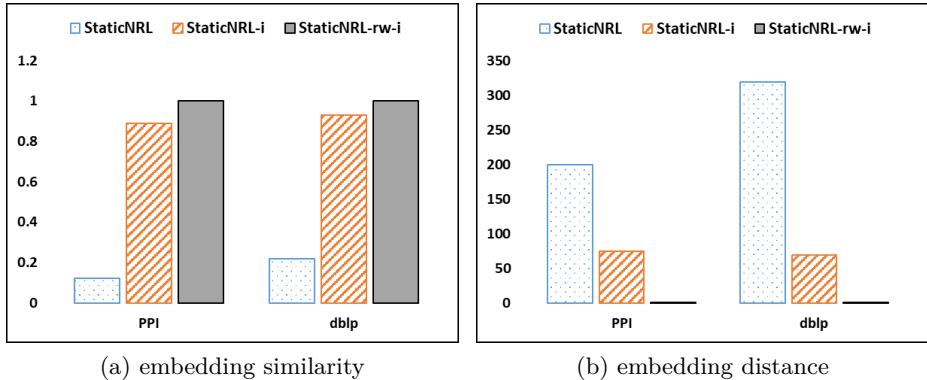 StaticNRL StaticNRL-i StaticNRL-rw-i
1.2
1
0.8
0.6
0.4
0.2
0
PPI dblp
(a) embedding similarity
StaticNRL StaticNRL-i StaticNRL-rw-i
350
300
250
200
150
100
50
0
PPI dblp
(b) embedding distance